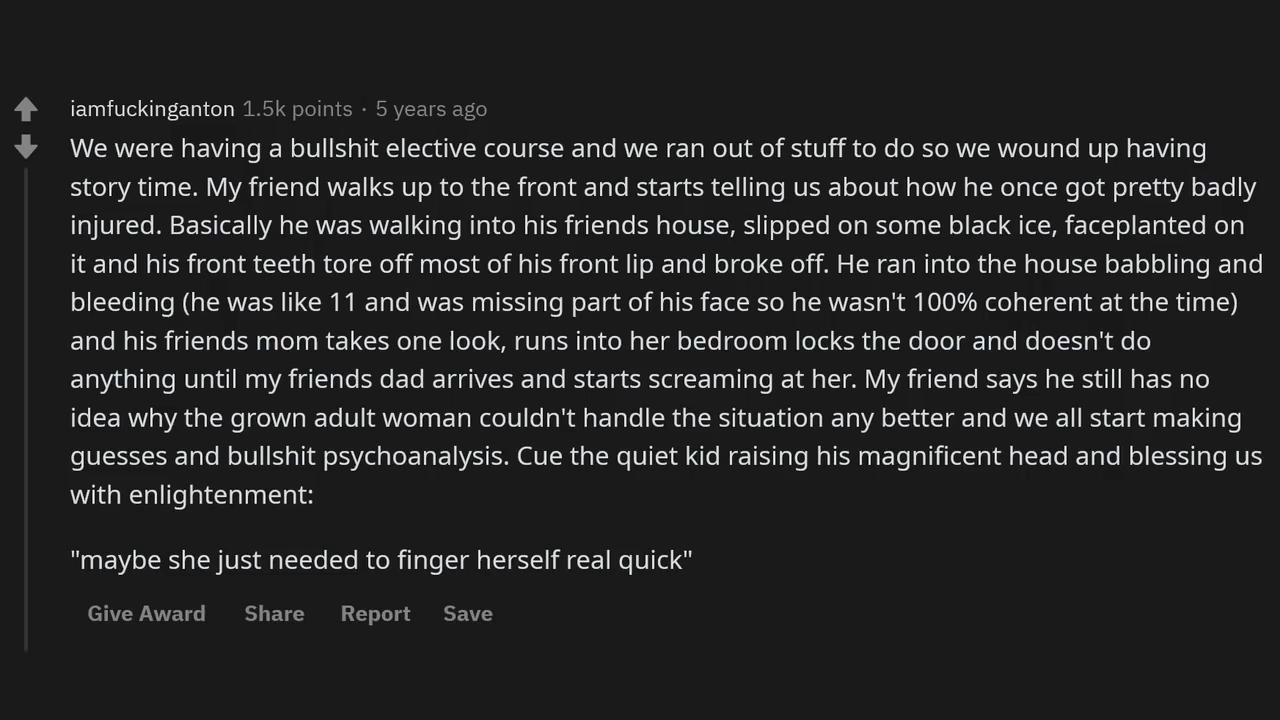 iamfuckinganton 1.5k points · 5 years ago
We were having a bullshit elective course and we ran out of stuff to do so we wound up having
story time. My friend walks up to the front and starts telling us about how he once got pretty badly
injured. Basically he was walking into his friends house, slipped on some black ice, faceplanted on
it and his front teeth tore off most of his front lip and broke off. He ran into the house babbling and
bleeding (he was like 11 and was missing part of his face so he wasn't 100% coherent at the time)
and his friends mom takes one look, runs into her bedroom locks the door and doesn't do
anything until my friends dad arrives and starts screaming at her. My friend says he still has no
idea why the grown adult woman couldn't handle the situation any better and we all start making
guesses and bullshit psychoanalysis. Cue the quiet kid raising his magnificent head and blessing us
with enlightenment:
"maybe she just needed to finger herself real quick"
Give Award Share Report Save